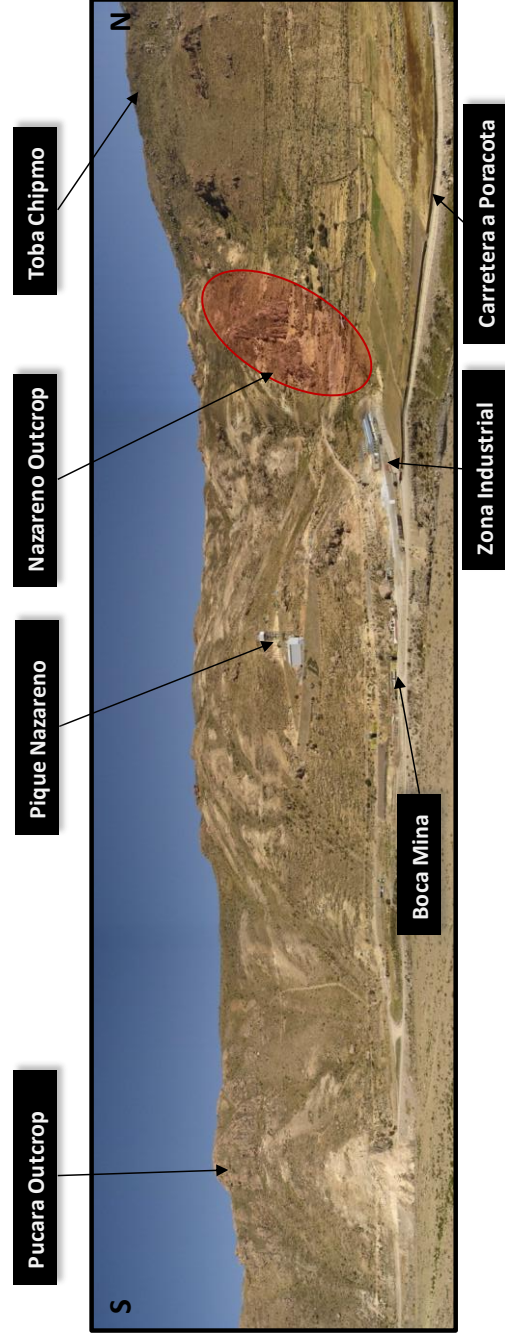 Pucara Outcrop
Pique Nazareno
Nazareno Outcrop
Toba Chipmo
S
N
Boca Mina
Zona Industrial
Carretera a Poracota